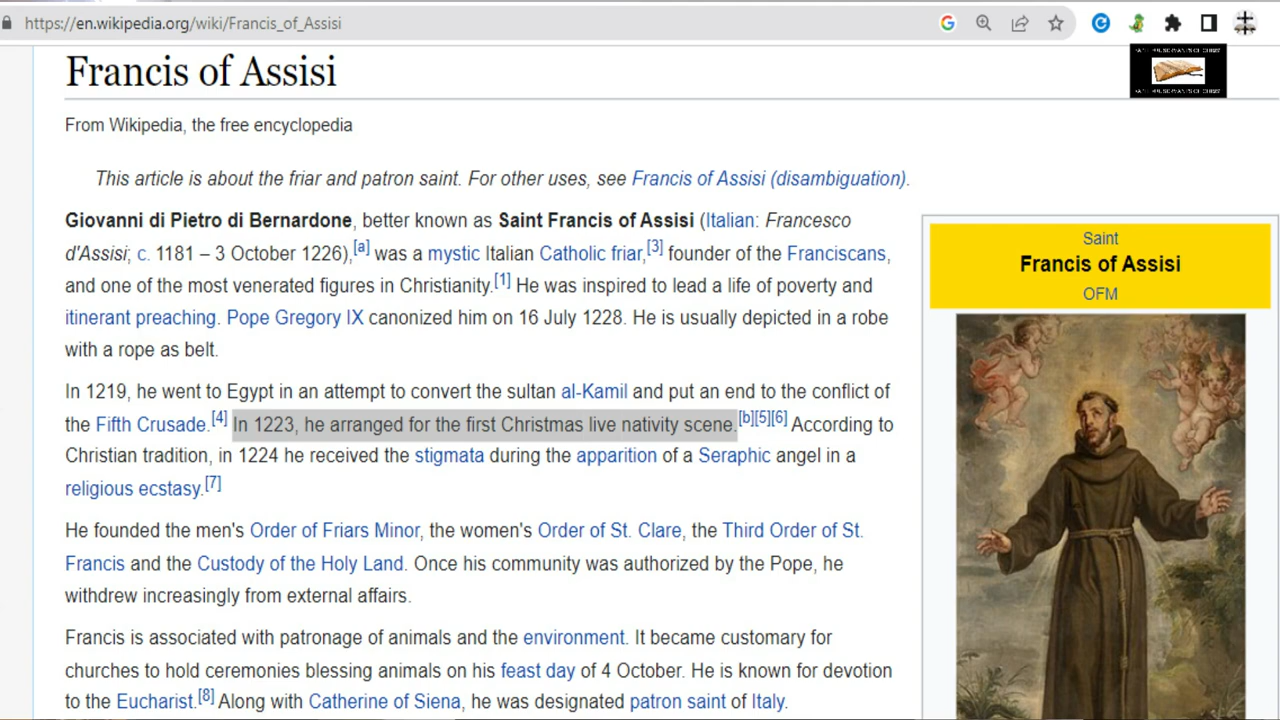 https://en.wikipedia.org/wiki/Francis_of_Assisi
Francis of Assisi
From Wikipedia, the free encyclopedia
This article is about the friar and patron saint. For other uses, see Francis of Assisi (disambiguation).
Giovanni di Pietro di Bernardone, better known as Saint Francis of Assisi (Italian: Francesco
d'Assisi; c. 1181 – 3 October 1226),[a] was a mystic Italian Catholic friar,[3] founder of the Franciscans,
and one of the most venerated figures in Christianity.[1] He was inspired to lead a life of poverty and
itinerant preaching. Pope Gregory IX canonized him on 16 July 1228. He is usually depicted in a robe
with a rope as belt.
In 1219, he went to Egypt in an attempt to convert the sultan al-Kamil and put an end to the conflict of
the Fifth Crusade.[4] In 1223, he arranged for the first Christmas live nativity scene.[b][5][6] According to
Christian tradition, in 1224 he received the stigmata during the apparition of a Seraphic angel in a
religious ecstasy.[7]
He founded the men's Order of Friars Minor, the women's Order of St. Clare, the Third Order of St.
Francis and the Custody of the Holy Land. Once his community was authorized by the Pope, he
withdrew increasingly from external affairs.
Francis is associated with patronage of animals and the environment. It became customary for
churches to hold ceremonies blessing animals on his feast day of 4 October. He is known for devotion
to the Eucharist.[8] Along with Catherine of Siena, he was designated patron saint of Italy.
Saint
Francis of Assisi
OFM